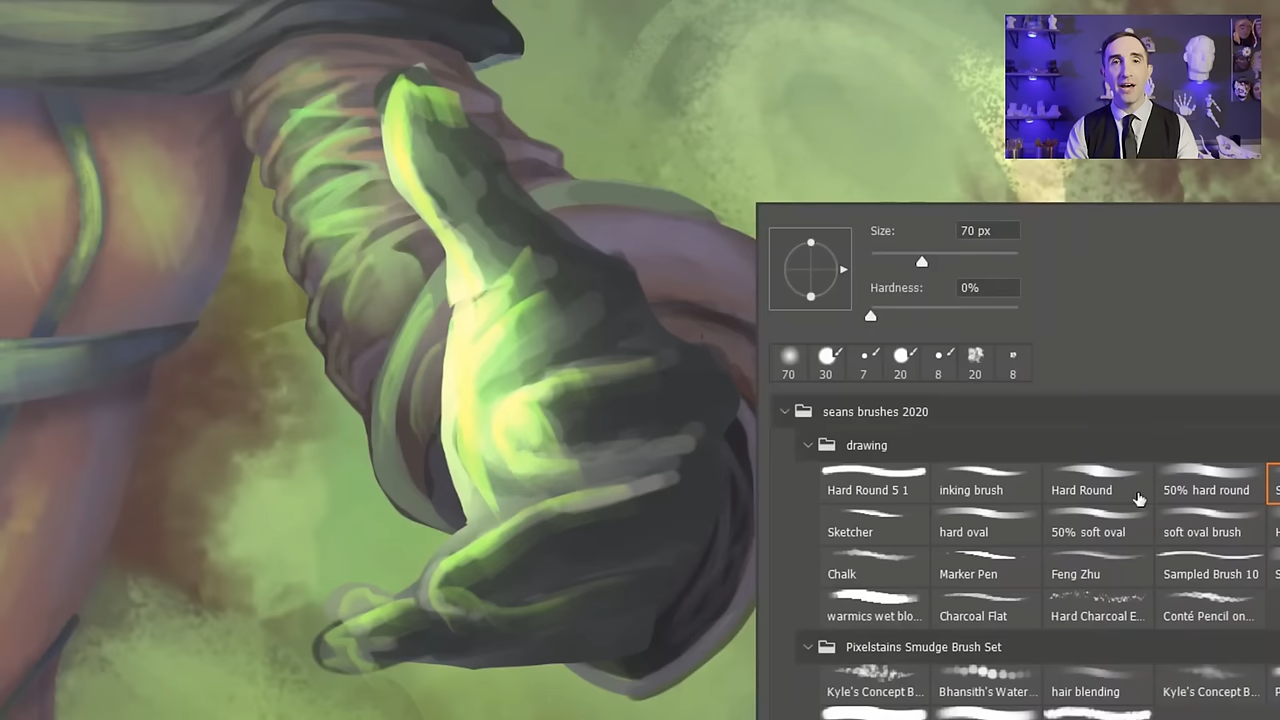 Size: 70 px
Hardness: 0%
70 30 7 20 8 20 8
seans brushes 2020
drawing
Hard Round 5 1 inking brush Hard Round 50% hard round S
Sketcher hard oval 50% soft oval soft oval brush
Chalk Marker Pen Feng Zhu Sampled Brush 10
warmics wet blo... Charcoal Flat Hard Charcoal E... Conté Pencil on...
Pixelstains Smudge Brush Set
Kyle's Concept B... Bhansith's Water... hair blending Kyle's Concept B...